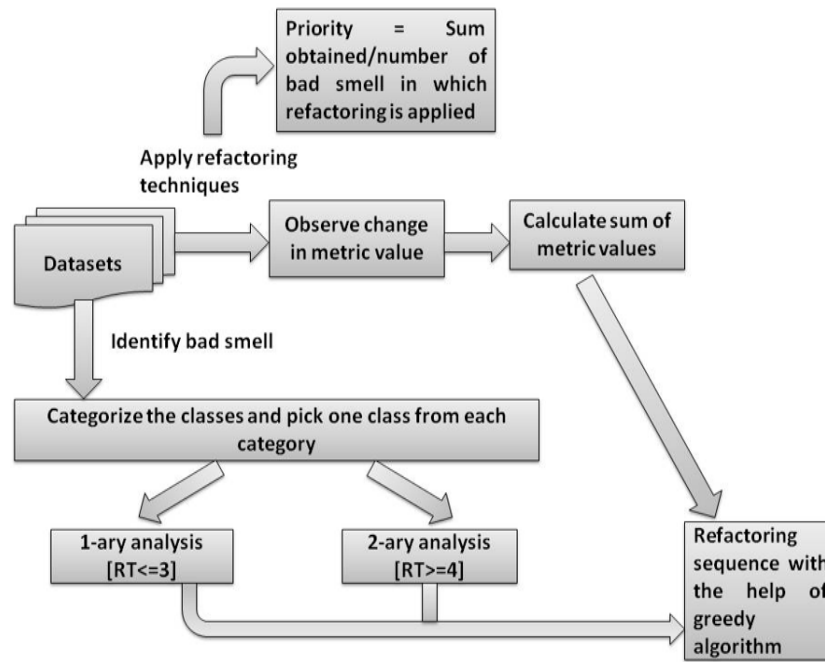 Priority = Sum
obtained/number of
bad smell in which
refactoring is applied
Apply refactoring
techniques
Datasets
Observe change
in metric value
Calculate sum of
metric values
Identify bad smell
Categorize the classes and pick one class from each
category
1-ary analysis
[RT<=3]
2-ary analysis
[RT>=4]
Refactoring
sequence with
the help of
greedy
algorithm